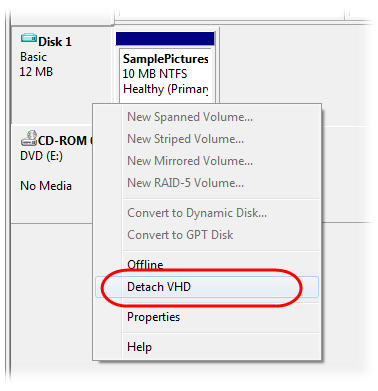 Disk 1
Basic
12 MB
SamplePictures
10 MB NTFS
Healthy (Primar
CD-ROM
DVD (E:)
No Media
New Spanned Volume...
New Striped Volume...
New Mirrored Volume...
New RAID-5 Volume...
Convert to Dynamic Disk...
Convert to GPT Disk
Offline
Detach VHD
Properties
Help